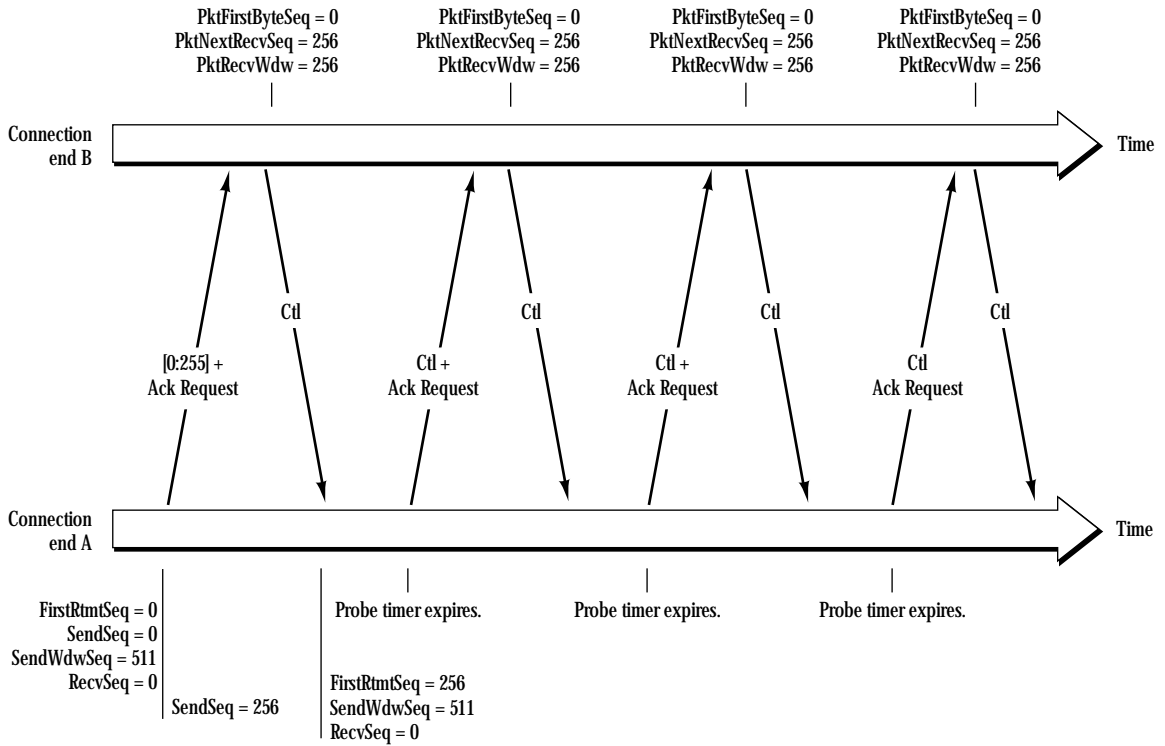 PktFirstByteSeq = 0
PktNextRecvSeq = 256
PktRecvWdw = 256
PktFirstByteSeq = 0
PktNextRecvSeq = 256
PktRecvWdw = 256
PktFirstByteSeq = 0
PktNextRecvSeq = 256
PktRecvWdw = 256
PktFirstByteSeq = 0
PktNextRecvSeq = 256
PktRecvWdw = 256
Connection
end B
Time
Ctl
Ctl
Ctl
Ctl
[0:255] +
Ack Request
Ctl +
Ack Request
Ctl +
Ack Request
Ctl
Ack Request
Connection
end A
Time
FirstRtmtSeq = 0
SendSeq = 0
SendWdwSeq = 511
RecvSeq = 0
SendSeq = 256
Probe timer expires.
Probe timer expires.
Probe timer expires.
FirstRtmtSeq = 256
SendWdwSeq = 511
RecvSeq = 0